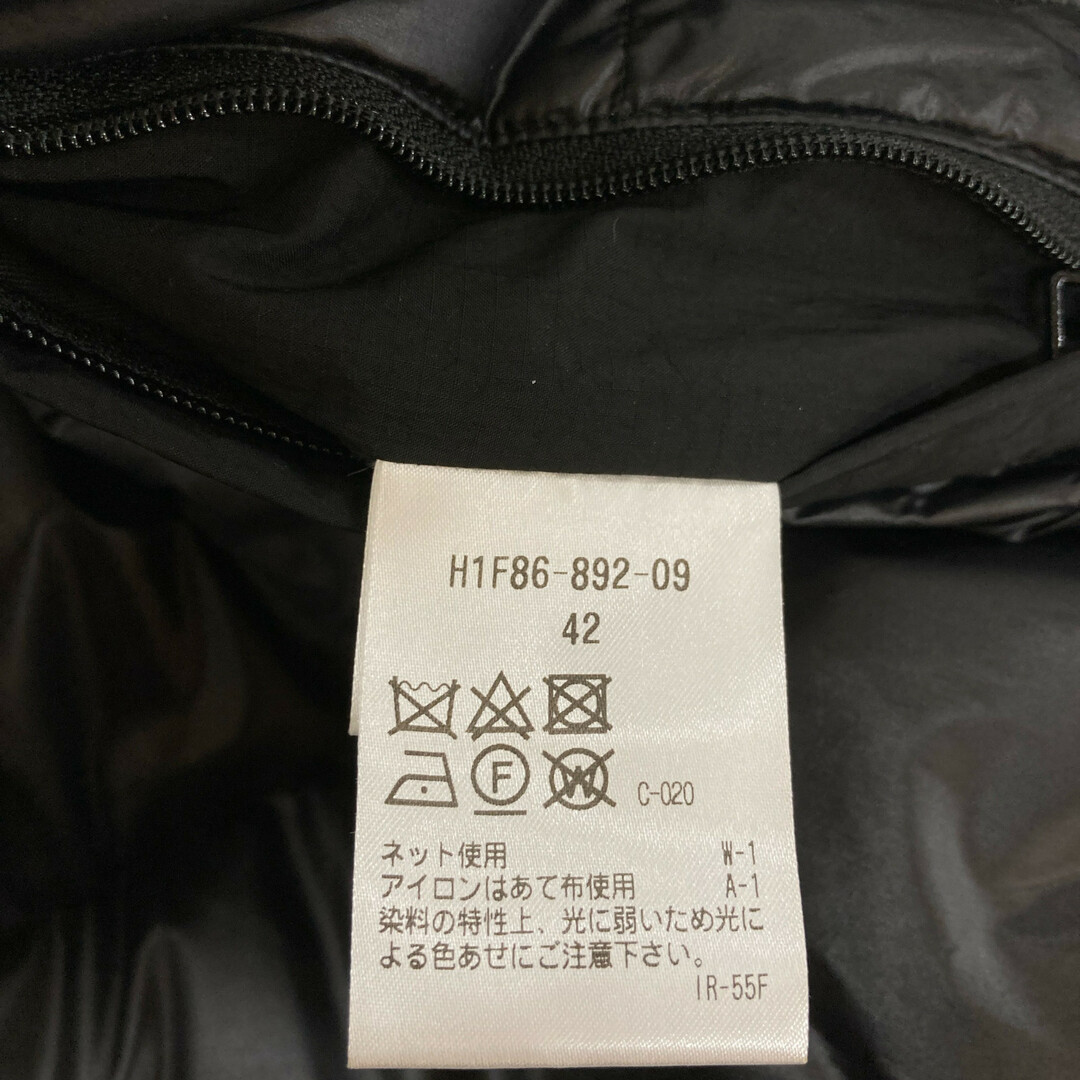 H1F86-892-09
42
F W C-020
ネット使用 W-1
アイロンはあて布使用 A-1
染料の特性上、光に弱いため光に
よる色あせにご注意下さい。
IR-55F